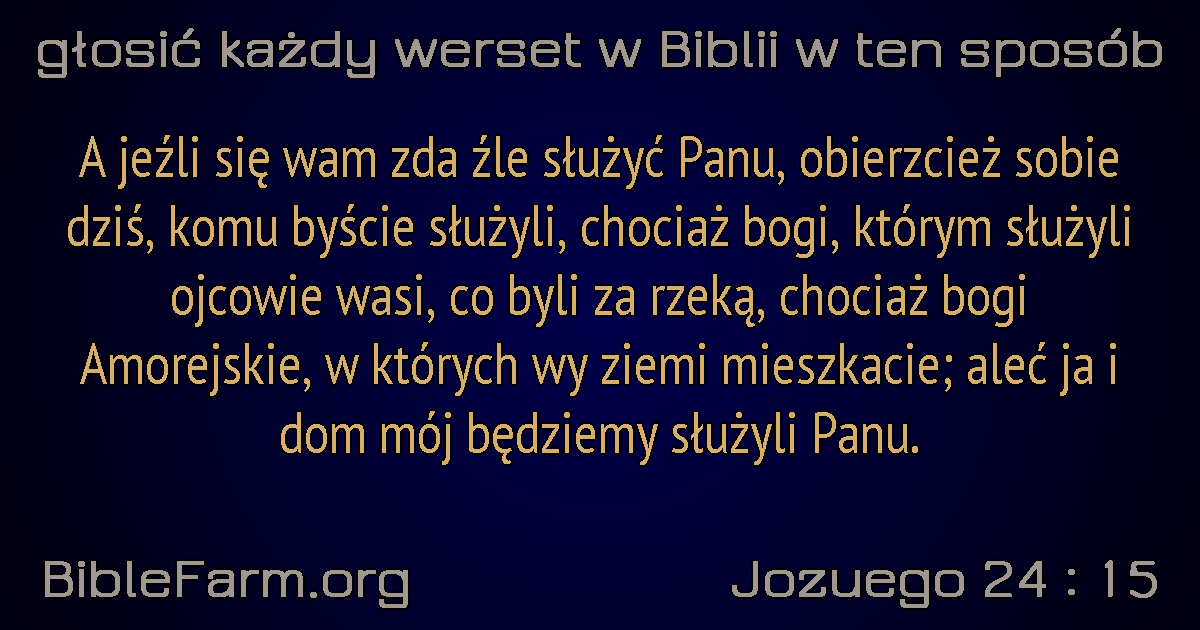 głosić każdy werset w Biblii w ten sposób
A jeźli się wam zda źle służyć Panu, obierzcież sobie
dziś, komu byście służyli, chociaż bogi, którym służyli
ojcowie wasi, co byli za rzeką, chociaż bogi
Amorejskie, w których wy ziemi mieszkacie; aleć ja i
dom mój będziemy służyli Panu.
BibleFarm.org
Jozuego 24 : 15